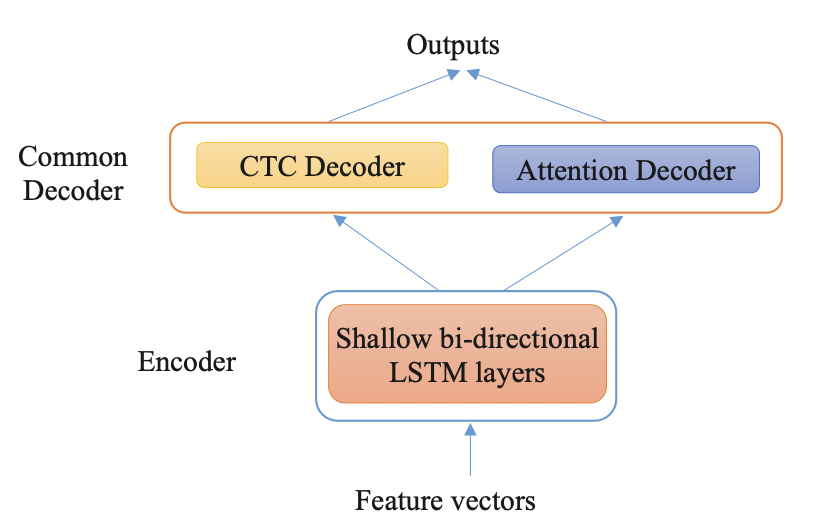 Outputs
Common
Decoder
CTC Decoder
Attention Decoder
Encoder
Shallow bi-directional
LSTM layers
Feature vectors